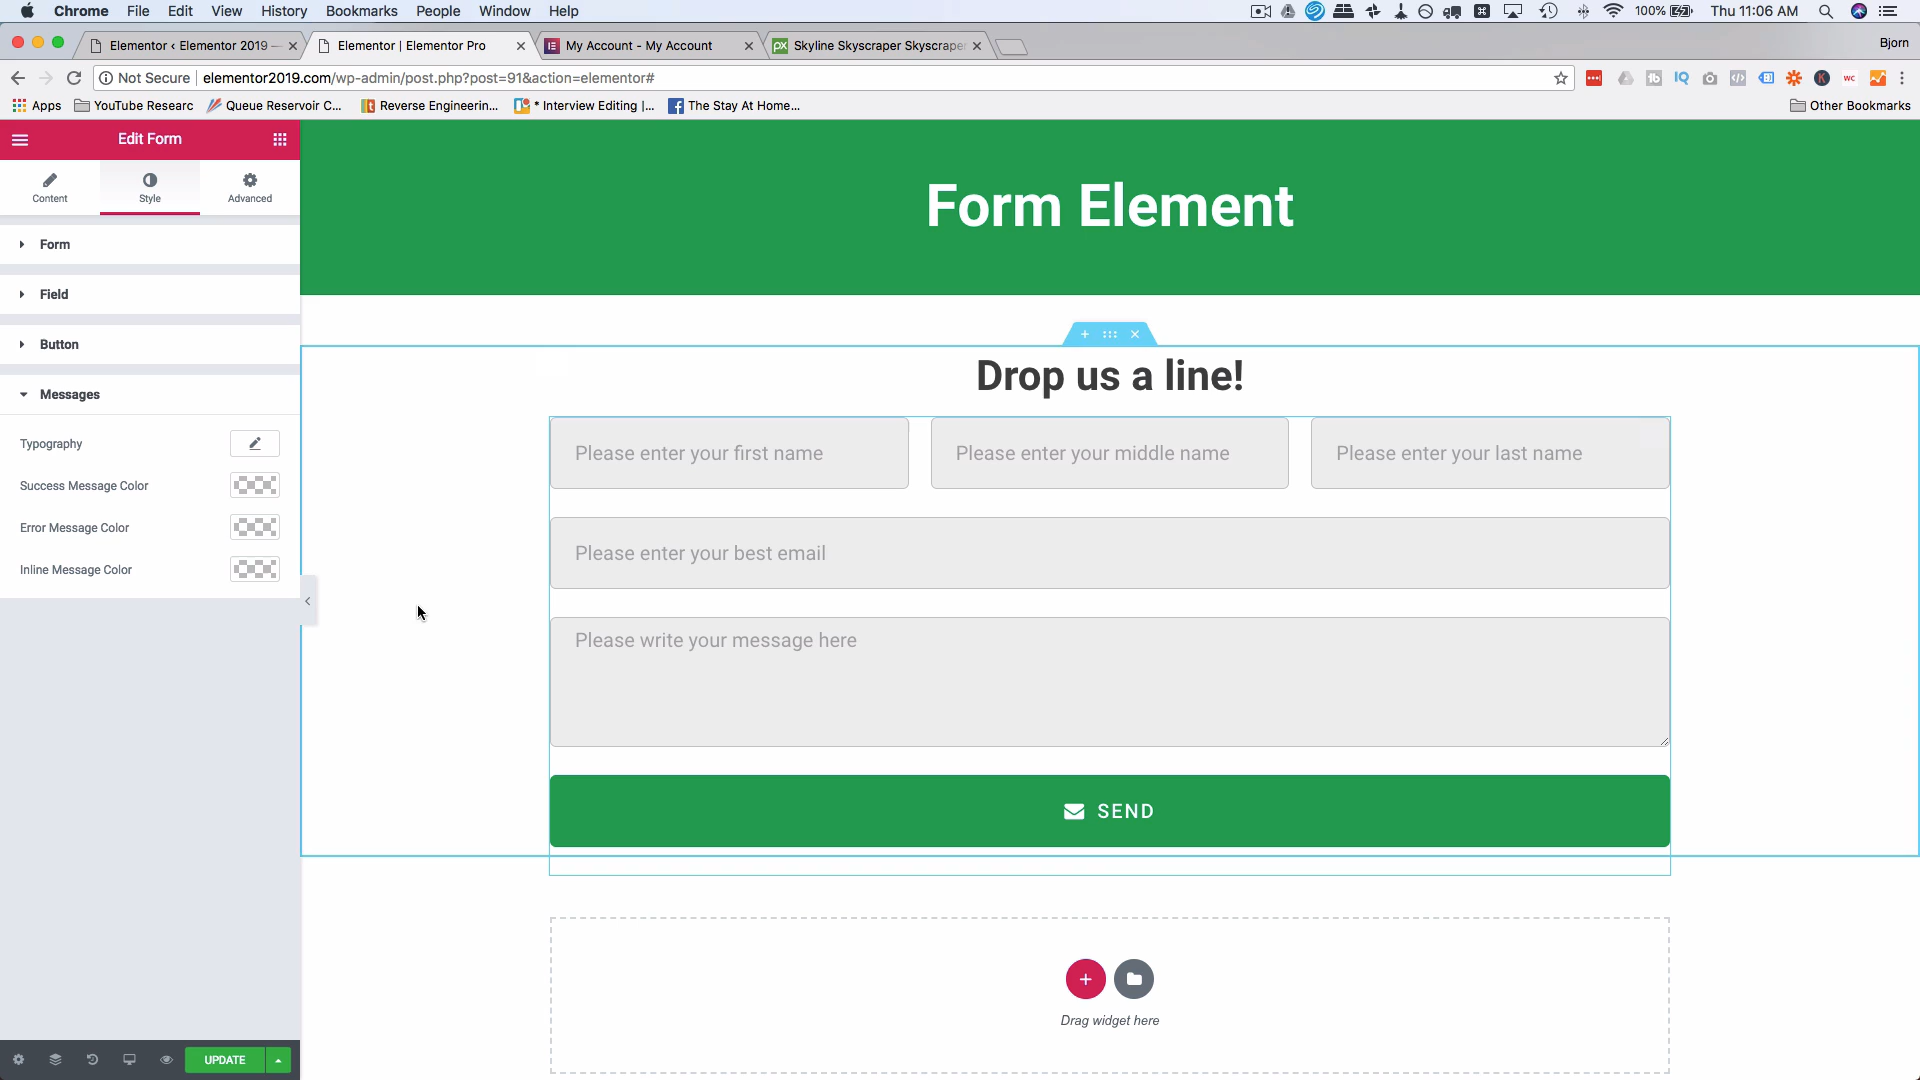 Chrome File Edit View History Bookmarks People Window Help 100% Thu 11:06 AM
Elementor ‹ Elementor 2019 — Elementor | Elementor Pro My Account - My Account Skyline Skyscraper Skyscraper Bjorn
Not Secure elementor2019.com/wp-admin/post.php?post=91&action=elementor#
Apps YouTube Researc Queue Reservoir C... Reverse Engineerin... * Interview Editing |... The Stay At Home... Other Bookmarks
Edit Form
Content Style Advanced
Form
Field
Button
Messages
Typography
Success Message Color
Error Message Color
Inline Message Color
UPDATE
Form Element
Drop us a line!
Please enter your first name Please enter your middle name Please enter your last name
Please enter your best email
Please write your message here
SEND
Drag widget here